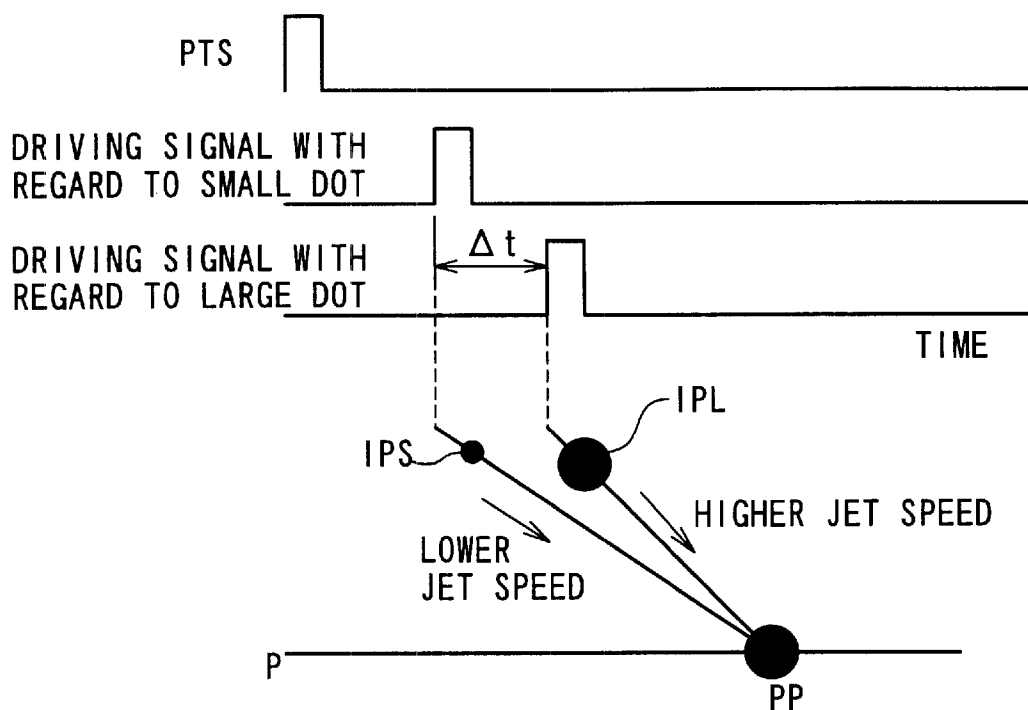 PTS
DRIVING SIGNAL WITH
REGARD TO SMALL DOT
Δt
DRIVING SIGNAL WITH
REGARD TO LARGE DOT
TIME
IPL
IPS
HIGHER JET SPEED
LOWER
JET SPEED
P
PP